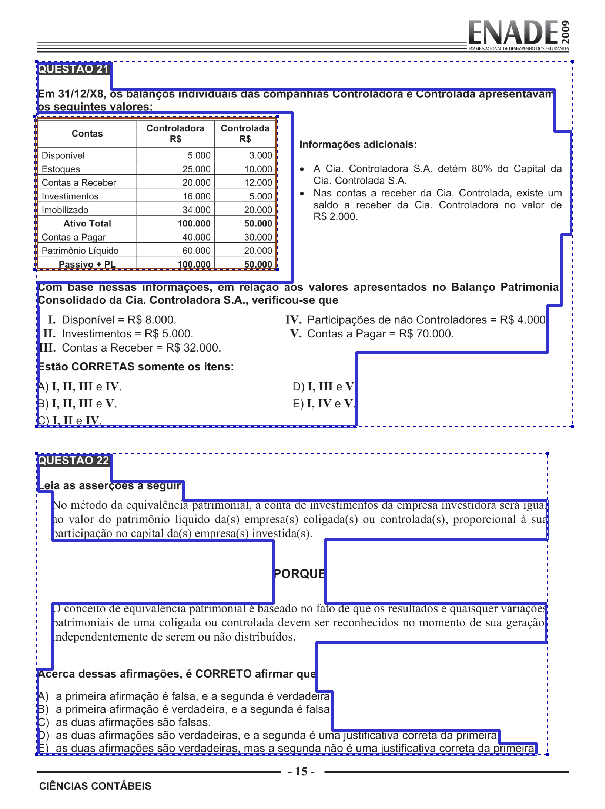 ENADE 2009
EXAME NACIONAL DE DESEMPENHO DOS ESTUDANTES
QUESTÃO 21
Em 31/12/X8, os balanços individuais das companhias Controladora e Controlada apresentavam
os seguintes valores:
Contas Controladora R$ Controlada R$
Disponível 5.000 3.000
Estoques 25.000 10.000
Contas a Receber 20.000 12.000
Investimentos 16.000 5.000
Imobilizado 34.000 20.000
Ativo Total 100.000 50.000
Contas a Pagar 40.000 30.000
Patrimônio Líquido 60.000 20.000
Passivo + PL 100.000 50.000
Informações adicionais:
• A Cia. Controladora S.A. detém 80% do Capital da
Cia. Controlada S.A.
• Nas contas a receber da Cia. Controlada, existe um
saldo a receber da Cia. Controladora no valor de
R$ 2.000.
Com base nessas informações, em relação aos valores apresentados no Balanço Patrimonia
Consolidado da Cia. Controladora S.A., verificou-se que
I. Disponível = R$ 8.000.
II. Investimentos = R$ 5.000.
III. Contas a Receber = R$ 32.000.
IV. Participações de não Controladores = R$ 4.000
V. Contas a Pagar = R$ 70.000.
Estão CORRETAS somente os itens:
A) I, II, III e IV.
B) I, II, III e V.
C) I, II e IV.
D) I, III e V
E) I, IV e V.
QUESTÃO 22
Leia as asserções a seguir
No método da equivalência patrimonial, a conta de investimentos da empresa investidora será igual
ao valor do patrimônio líquido da(s) empresa(s) coligada(s) ou controlada(s), proporcional à sua
participação no capital da(s) empresa(s) investida(s).
PORQUE
O conceito de equivalência patrimonial é baseado no fato de que os resultados e quaisquer variações
patrimoniais de uma coligada ou controlada devem ser reconhecidos no momento de sua geração,
independentemente de serem ou não distribuídos.
Acerca dessas afirmações, é CORRETO afirmar que
A) a primeira afirmação é falsa, e a segunda é verdadeira
B) a primeira afirmação é verdadeira, e a segunda é falsa
C) as duas afirmações são falsas.
D) as duas afirmações são verdadeiras, e a segunda é uma justificativa correta da primeira
E) as duas afirmações são verdadeiras, mas a segunda não é uma justificativa correta da primeira
- 15 -
CIÊNCIAS CONTÁBEIS